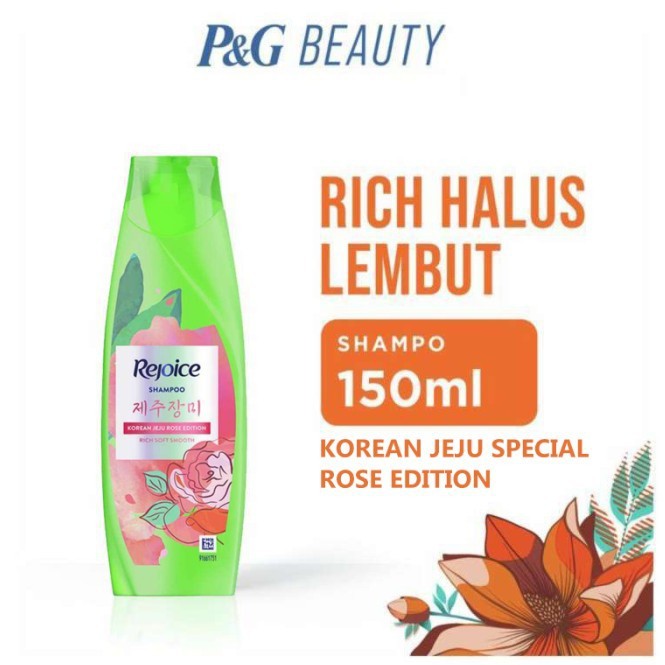 P&G BEAUTY
RICH HALUS
LEMBUT
SHAMPO
150ml
KOREAN JEJU SPECIAL
ROSE EDITION
Rejoice
SHAMPOO
제주장미
KOREAN JEJU ROSE EDITION
RICH SOFT SMOOTH